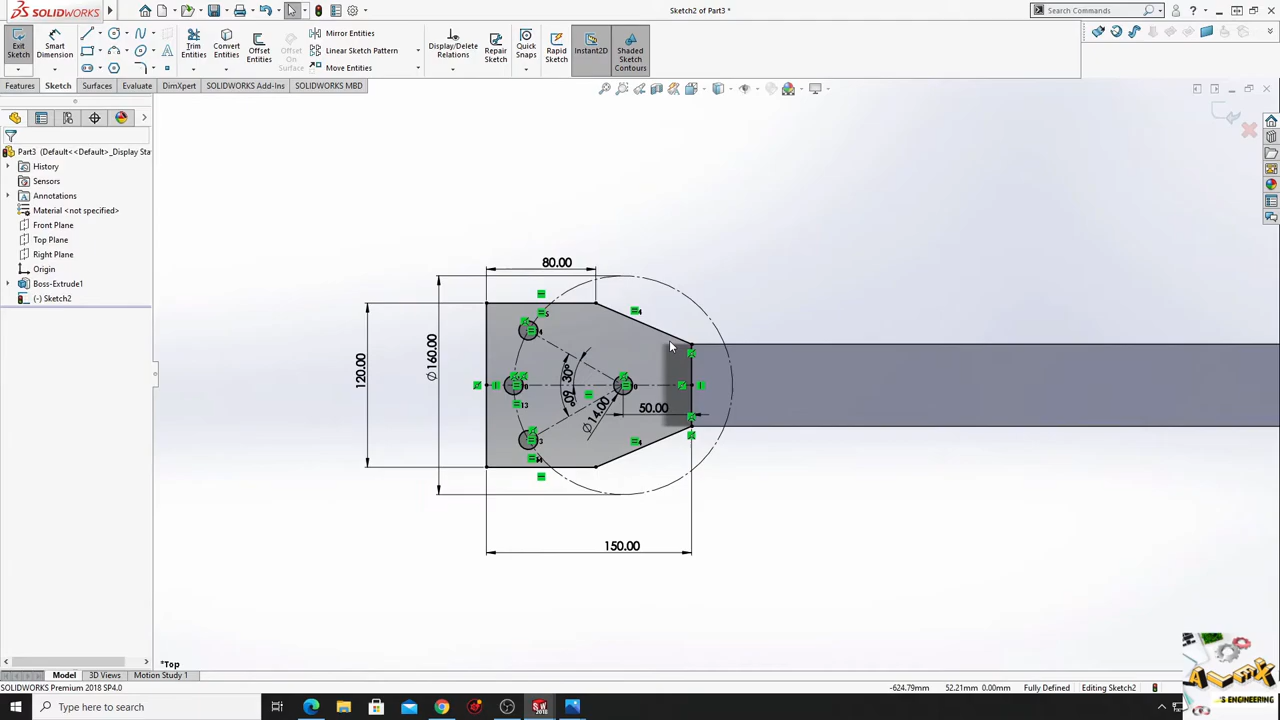 SOLIDWORKS
Sketch2 of Part3 *
Search Commands
Exit Sketch
Smart Dimension
Trim Entities
Convert Entities
Offset Entities
Offset On Surface
Mirror Entities
Linear Sketch Pattern
Move Entities
Display/Delete Relations
Repair Sketch
Quick Snaps
Rapid Sketch
Instant2D
Shaded Sketch Contours
Features
Sketch
Surfaces
Evaluate
DimXpert
SOLIDWORKS Add-Ins
SOLIDWORKS MBD
Part3 (Default<<Default>_Display Sta
History
Sensors
Annotations
Material <not specified>
Front Plane
Top Plane
Right Plane
Origin
Boss-Extrude1
(-) Sketch2
80.00
120.00
Ø160.00
30°
60°
Ø14.00
50.00
150.00
*Top
Model
3D Views
Motion Study 1
SOLIDWORKS Premium 2018 SP4.0
-624.79mm
52.21mm
0.00mm
Fully Defined
Editing Sketch2
Type here to search
'S ENGINEERING